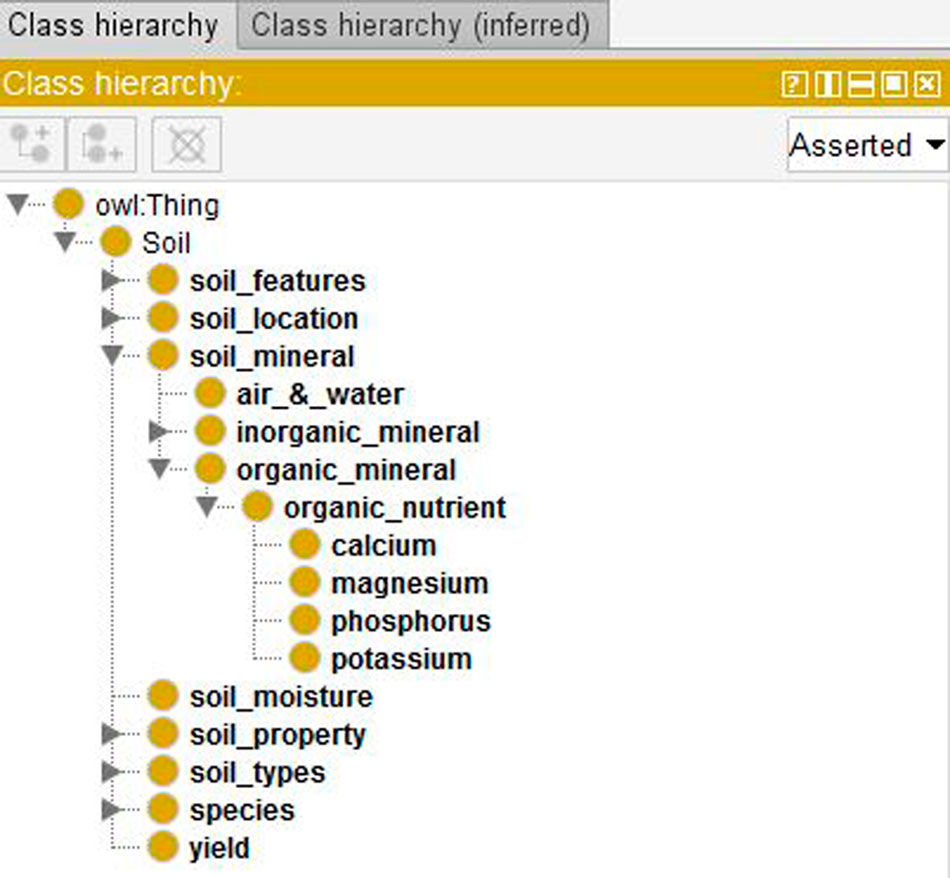 Class hierarchy Class hierarchy (inferred)
Class hierarchy:
Asserted
owl:Thing
Soil
soil_features
soil_location
soil_mineral
air_&_water
inorganic_mineral
organic_mineral
organic_nutrient
calcium
magnesium
phosphorus
potassium
soil_moisture
soil_property
soil_types
species
yield